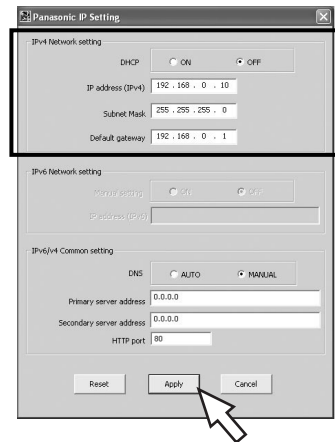 Panasonic IP Setting
IPv4 Network setting
DHCP ON OFF
IP address (IPv4) 192 . 168 . 0 . 10
Subnet Mask 255 . 255 . 255 . 0
Default gateway 192 . 168 . 0 . 1
IPv6 Network setting
Manual setting ON OFF
IP address (IPv6)
IPv6/v4 Common setting
DNS AUTO MANUAL
Primary server address 0.0.0.0
Secondary server address 0.0.0.0
HTTP port 80
Reset Apply Cancel